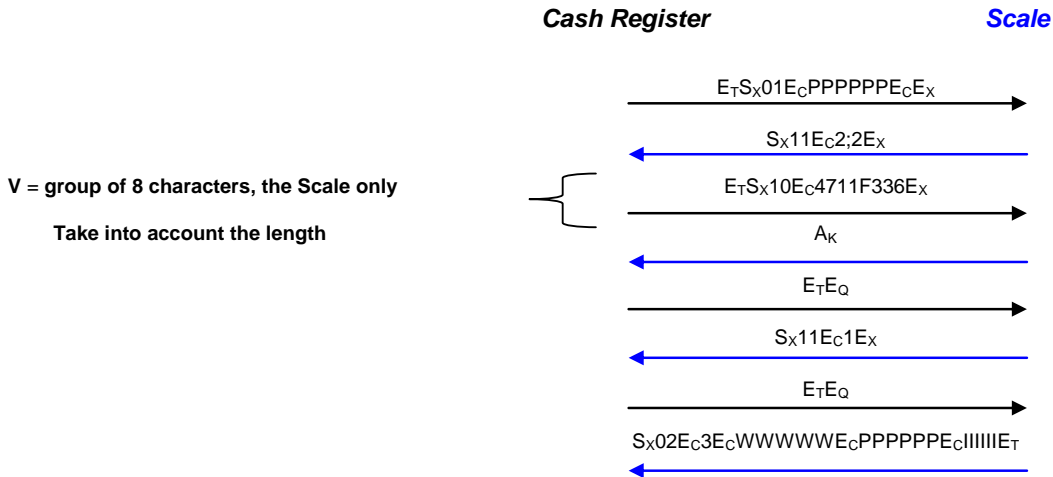 Cash Register Scale
ETSX01ECPPPPPPECEX
SX11EC2;2EX
V = group of 8 characters, the Scale only
ETSX10EC4711F336EX
Take into account the length
AK
ETEQ
SX11EC1EX
ETEQ
SX02EC3ECWWWWWECPPPPPPECIIIIIIET